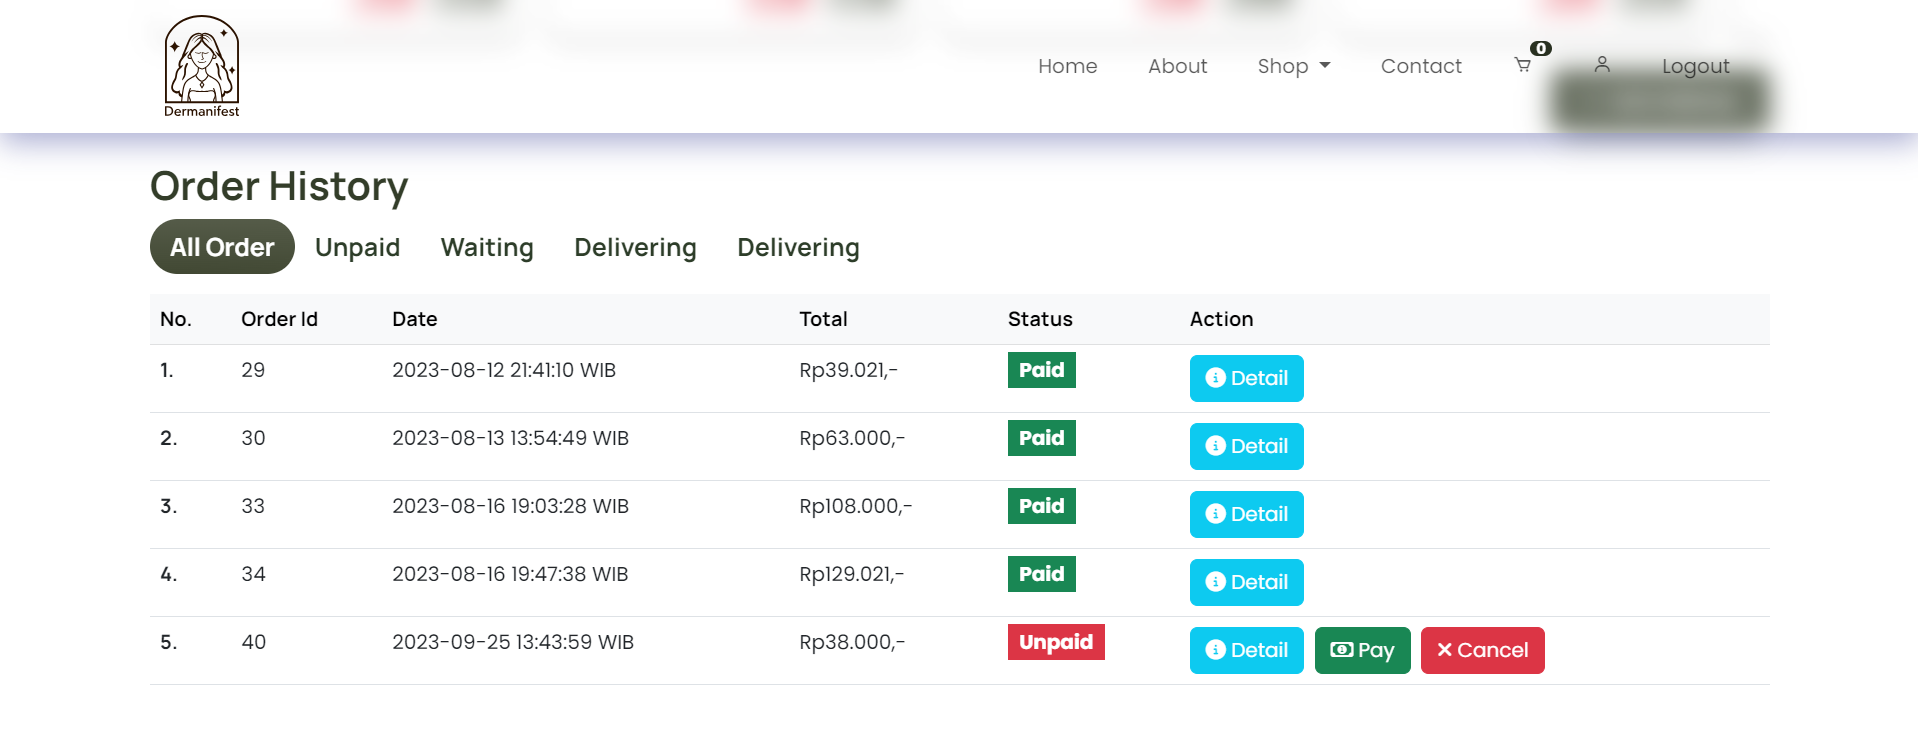 Dermanifest
Home About Shop Contact 0 Logout
Order History
All Order Unpaid Waiting Delivering Delivering
No. Order Id Date Total Status Action
1. 29 2023-08-12 21:41:10 WIB Rp39.021,- Paid Detail
2. 30 2023-08-13 13:54:49 WIB Rp63.000,- Paid Detail
3. 33 2023-08-16 19:03:28 WIB Rp108.000,- Paid Detail
4. 34 2023-08-16 19:47:38 WIB Rp129.021,- Paid Detail
5. 40 2023-09-25 13:43:59 WIB Rp38.000,- Unpaid Detail Pay Cancel